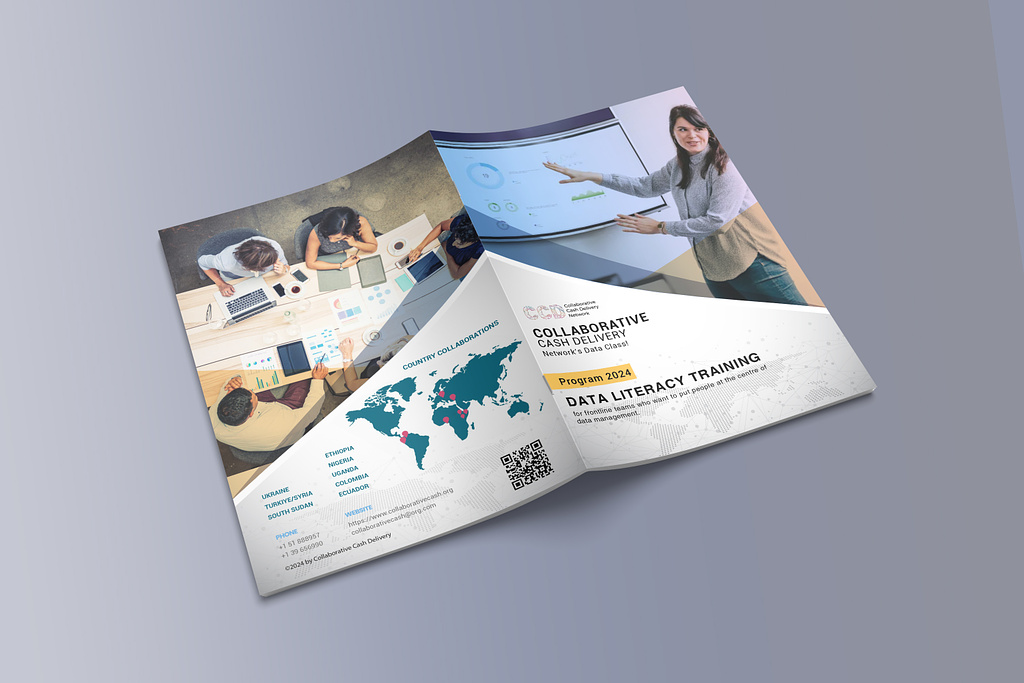 COUNTRY COLLABORATIONS
ETHIOPIA
NIGERIA
UGANDA
COLOMBIA
ECUADOR
UKRAINE
TURKIYE/SYRIA
SOUTH SUDAN
PHONE
+1 51 888957
+1 39 656990
WEBSITE
https://www.collaborativecash.org
collaborativecash@org.com
©2024 by Collaborative Cash Delivery
CCD
Collaborative
Cash Delivery
Network
COLLABORATIVE
CASH DELIVERY
Network's Data Class!
Program 2024
DATA LITERACY TRAINING
for frontline teams who want to put people at the centre of
data management.